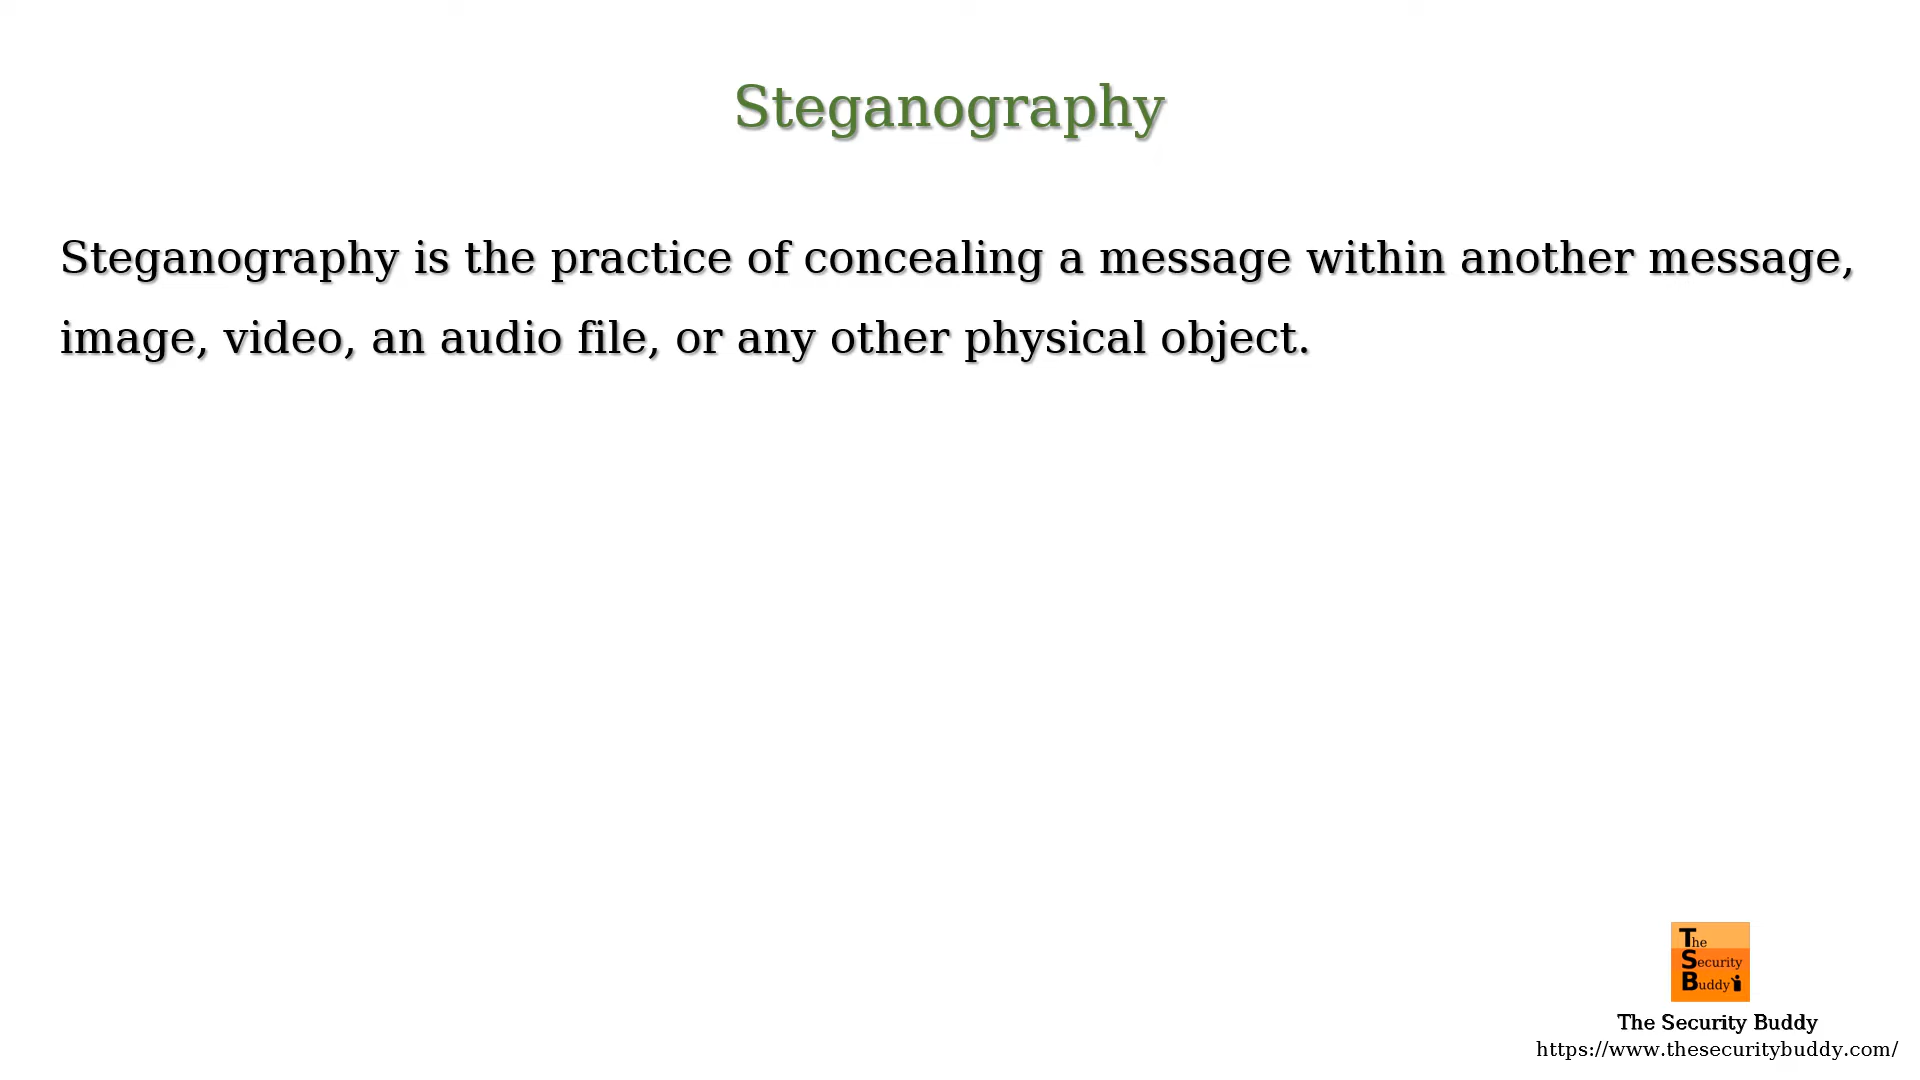 Steganography
Steganography is the practice of concealing a message within another message,
image, video, an audio file, or any other physical object.
The
Security
Buddy
The Security Buddy
https://www.thesecuritybuddy.com/